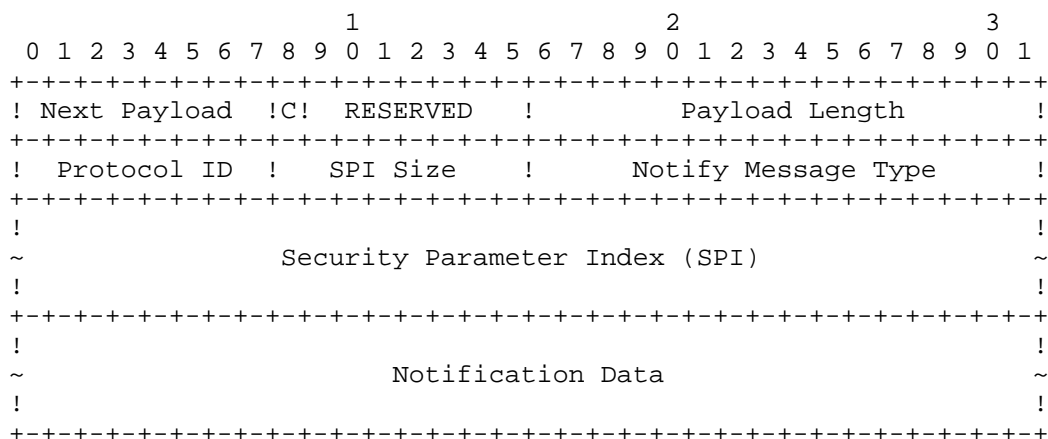 1                   2                   3
 0 1 2 3 4 5 6 7 8 9 0 1 2 3 4 5 6 7 8 9 0 1 2 3 4 5 6 7 8 9 0 1
+-+-+-+-+-+-+-+-+-+-+-+-+-+-+-+-+-+-+-+-+-+-+-+-+-+-+-+-+-+-+-+-+
! Next Payload  !C!  RESERVED   !         Payload Length        !
+-+-+-+-+-+-+-+-+-+-+-+-+-+-+-+-+-+-+-+-+-+-+-+-+-+-+-+-+-+-+-+-+
!  Protocol ID  !   SPI Size    !      Notify Message Type      !
+-+-+-+-+-+-+-+-+-+-+-+-+-+-+-+-+-+-+-+-+-+-+-+-+-+-+-+-+-+-+-+-+
!                                                               !
~                Security Parameter Index (SPI)                 ~
!                                                               !
+-+-+-+-+-+-+-+-+-+-+-+-+-+-+-+-+-+-+-+-+-+-+-+-+-+-+-+-+-+-+-+-+
!                                                               !
~                       Notification Data                       ~
!                                                               !
+-+-+-+-+-+-+-+-+-+-+-+-+-+-+-+-+-+-+-+-+-+-+-+-+-+-+-+-+-+-+-+-+